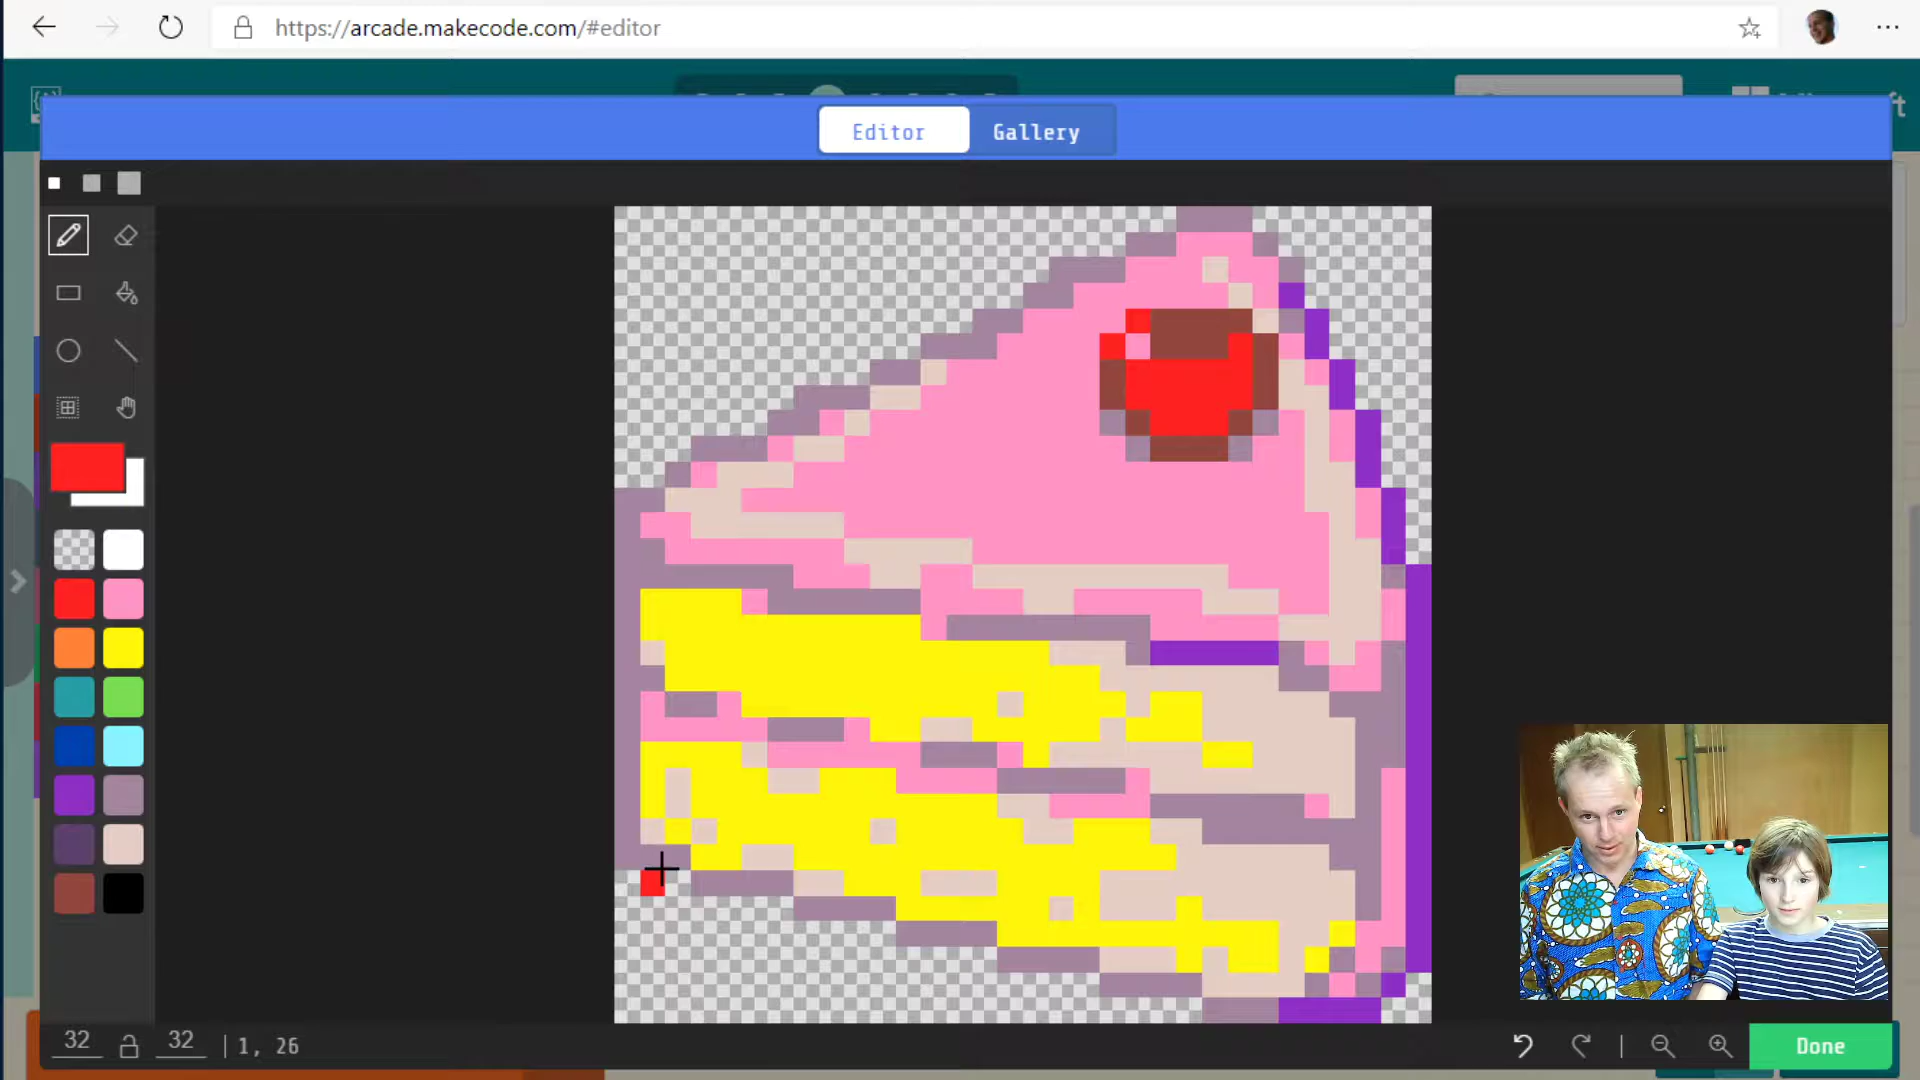 https://arcade.makecode.com/#editor
Editor
Gallery
32
32
1, 26
Done